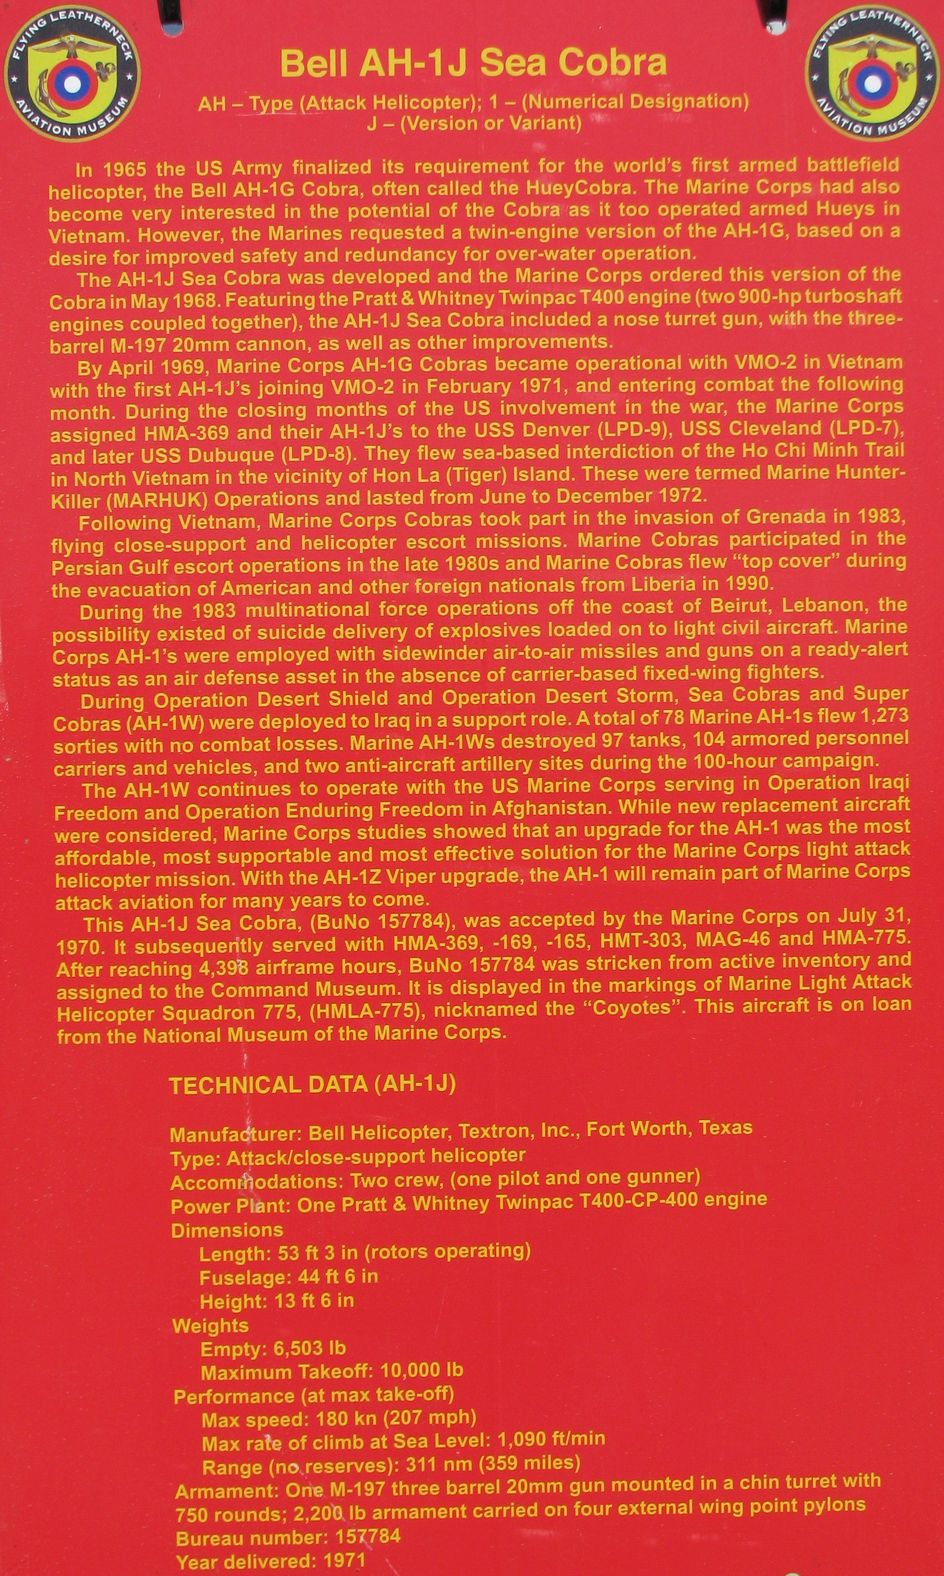 FLYING LEATHERNECK
AVIATION MUSEUM
FLYING LEATHERNECK
AVIATION MUSEUM
Bell AH-1J Sea Cobra
AH – Type (Attack Helicopter); 1 – (Numerical Designation)
J – (Version or Variant)
In 1965 the US Army finalized its requirement for the world's first armed battlefield
helicopter, the Bell AH-1G Cobra, often called the HueyCobra. The Marine Corps had also
become very interested in the potential of the Cobra as it too operated armed Hueys in
Vietnam. However, the Marines requested a twin-engine version of the AH-1G, based on a
desire for improved safety and redundancy for over-water operation.
The AH-1J Sea Cobra was developed and the Marine Corps ordered this version of the
Cobra in May 1968. Featuring the Pratt & Whitney Twinpac T400 engine (two 900-hp turboshaft
engines coupled together), the AH-1J Sea Cobra included a nose turret gun, with the three-
barrel M-197 20mm cannon, as well as other improvements.
By April 1969, Marine Corps AH-1G Cobras became operational with VMO-2 in Vietnam
with the first AH-1J's joining VMO-2 in February 1971, and entering combat the following
month. During the closing months of the US involvement in the war, the Marine Corps
assigned HMA-369 and their AH-1J's to the USS Denver (LPD-9), USS Cleveland (LPD-7),
and later USS Dubuque (LPD-8). They flew sea-based interdiction of the Ho Chi Minh Trail
in North Vietnam in the vicinity of Hon La (Tiger) Island. These were termed Marine Hunter-
Killer (MARHUK) Operations and lasted from June to December 1972.
Following Vietnam, Marine Corps Cobras took part in the invasion of Grenada in 1983,
flying close-support and helicopter escort missions. Marine Cobras participated in the
Persian Gulf escort operations in the late 1980s and Marine Cobras flew “top cover” during
the evacuation of American and other foreign nationals from Liberia in 1990.
During the 1983 multinational force operations off the coast of Beirut, Lebanon, the
possibility existed of suicide delivery of explosives loaded on to light civil aircraft. Marine
Corps AH-1's were employed with sidewinder air-to-air missiles and guns on a ready-alert
status as an air defense asset in the absence of carrier-based fixed-wing fighters.
During Operation Desert Shield and Operation Desert Storm, Sea Cobras and Super
Cobras (AH-1W) were deployed to Iraq in a support role. A total of 78 Marine AH-1s flew 1,273
sorties with no combat losses. Marine AH-1Ws destroyed 97 tanks, 104 armored personnel
carriers and vehicles, and two anti-aircraft artillery sites during the 100-hour campaign.
The AH-1W continues to operate with the US Marine Corps serving in Operation Iraqi
Freedom and Operation Enduring Freedom in Afghanistan. While new replacement aircraft
were considered, Marine Corps studies showed that an upgrade for the AH-1 was the most
affordable, most supportable and most effective solution for the Marine Corps light attack
helicopter mission. With the AH-1Z Viper upgrade, the AH-1 will remain part of Marine Corps
attack aviation for many years to come.
This AH-1J Sea Cobra, (BuNo 157784), was accepted by the Marine Corps on July 31,
1970. It subsequently served with HMA-369, -169, -165, HMT-303, MAG-46 and HMA-775.
After reaching 4,398 airframe hours, BuNo 157784 was stricken from active inventory and
assigned to the Command Museum. It is displayed in the markings of Marine Light Attack
Helicopter Squadron 775, (HMLA-775), nicknamed the “Coyotes”. This aircraft is on loan
from the National Museum of the Marine Corps.
TECHNICAL DATA (AH-1J)
Manufacturer: Bell Helicopter, Textron, Inc., Fort Worth, Texas
Type: Attack/close-support helicopter
Accommodations: Two crew, (one pilot and one gunner)
Power Plant: One Pratt & Whitney Twinpac T400-CP-400 engine
Dimensions
Length: 53 ft 3 in (rotors operating)
Fuselage: 44 ft 6 in
Height: 13 ft 6 in
Weights
Empty: 6,503 lb
Maximum Takeoff: 10,000 lb
Performance (at max take-off)
Max speed: 180 kn (207 mph)
Max rate of climb at Sea Level: 1,090 ft/min
Range (no reserves): 311 nm (359 miles)
Armament: One M-197 three barrel 20mm gun mounted in a chin turret with
750 rounds; 2,200 lb armament carried on four external wing point pylons
Bureau number: 157784
Year delivered: 1971